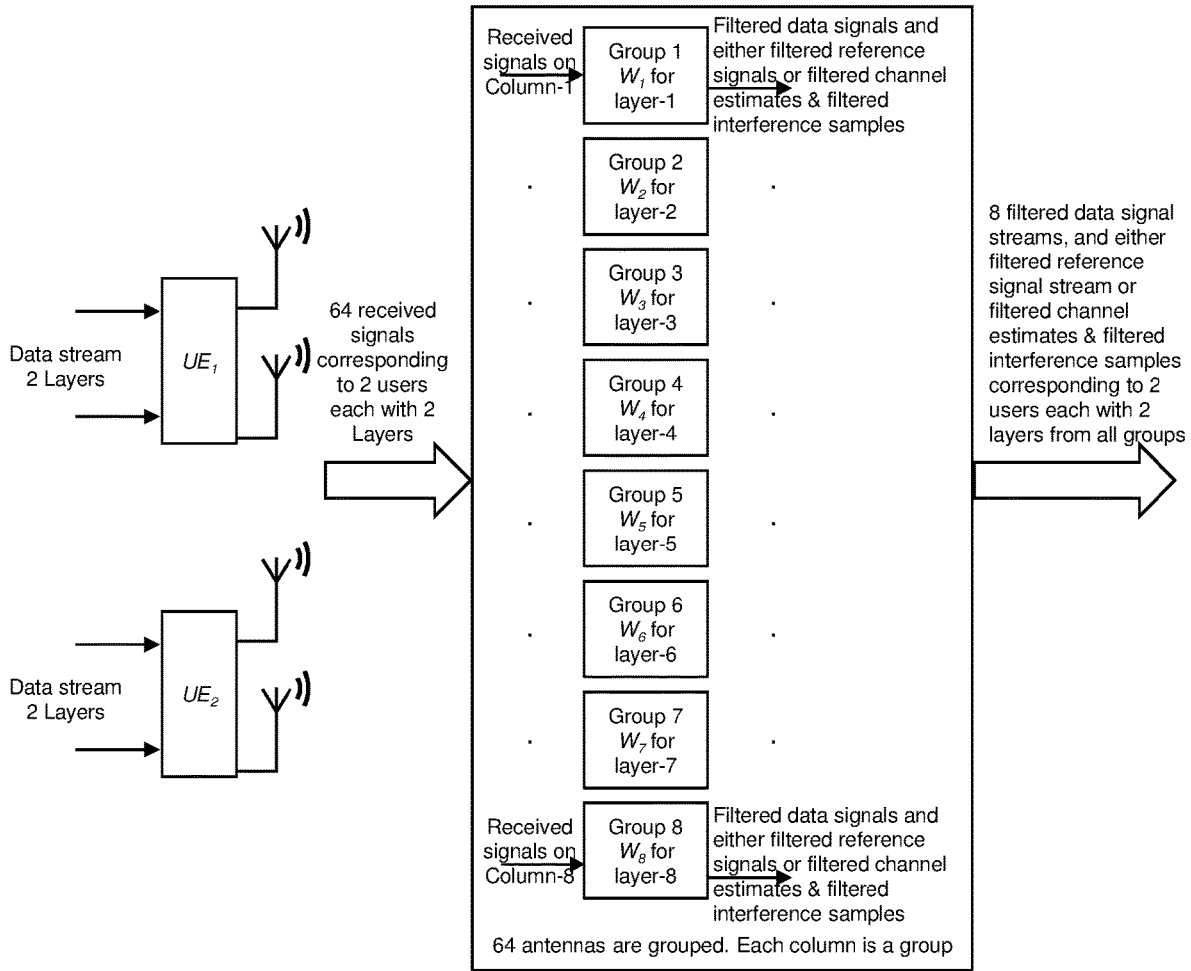 Data stream
2 Layers
UE1
Data stream
2 Layers
UE2
64 received
signals
corresponding
to 2 users
each with 2
Layers
Received
signals on
Column-1
Group 1
W1 for
layer-1
Filtered data signals and
either filtered reference
signals or filtered channel
estimates & filtered
interference samples
Group 2
W2 for
layer-2
Group 3
W3 for
layer-3
Group 4
W4 for
layer-4
Group 5
W5 for
layer-5
Group 6
W6 for
layer-6
Group 7
W7 for
layer-7
Received
signals on
Column-8
Group 8
W8 for
layer-8
Filtered data signals and
either filtered reference
signals or filtered channel
estimates & filtered
interference samples
64 antennas are grouped. Each column is a group
8 filtered data signal
streams, and either
filtered reference
signal stream or
filtered channel
estimates & filtered
interference samples
corresponding to 2
users each with 2
layers from all groups